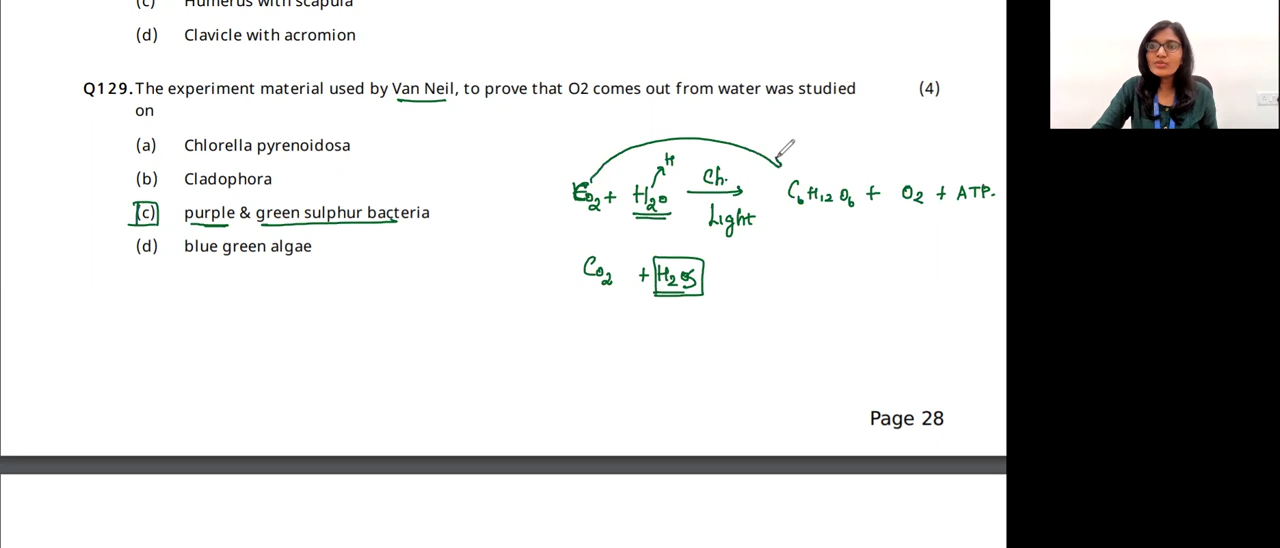 (c) Humerus with scapula
(d) Clavicle with acromion
Q129. The experiment material used by Van Neil, to prove that O2 comes out from water was studied (4)
on
(a) Chlorella pyrenoidosa
(b) Cladophora
(c) purple & green sulphur bacteria
(d) blue green algae
H
CO2 + H2O Ch. Light C6H12O6 + O2 + ATP.
CO2 + H2S
Page 28